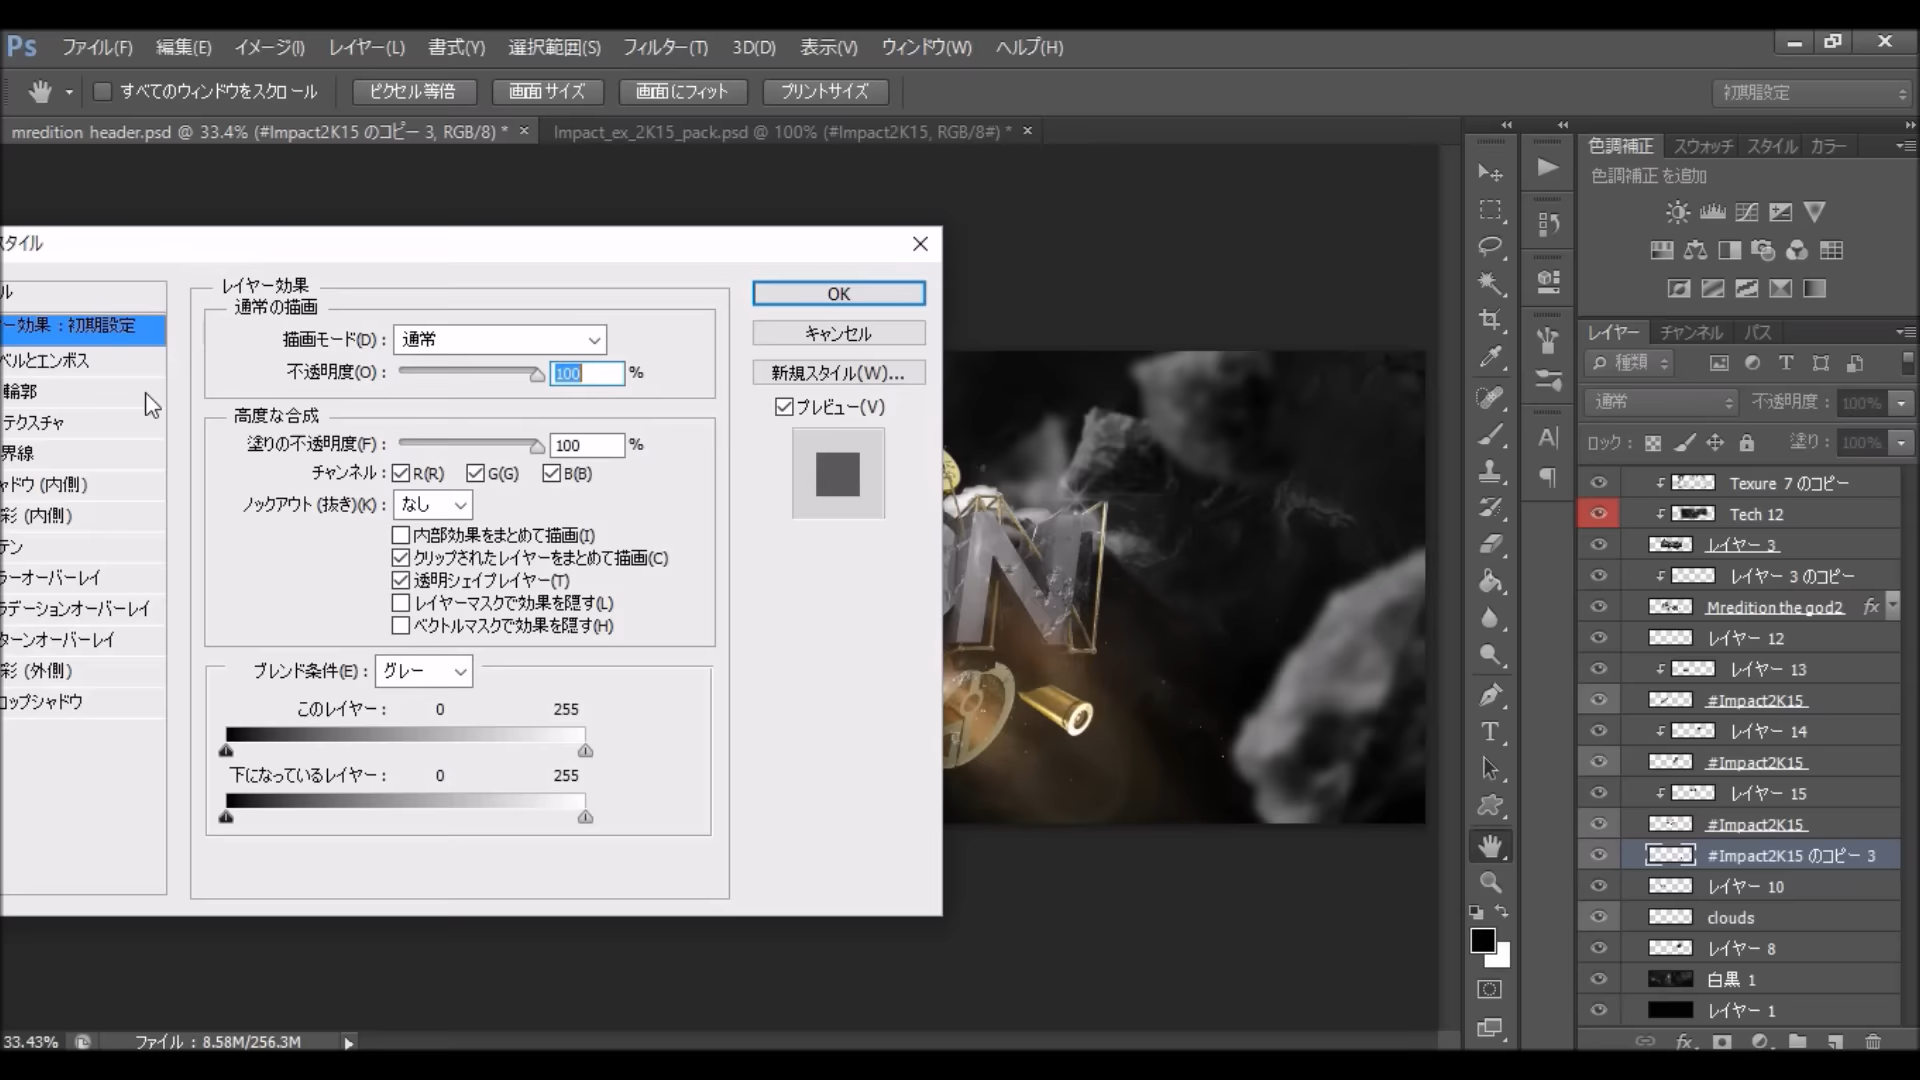 Ps ファイル(F) 編集(E) イメージ(I) レイヤー(L) 書式(Y) 選択範囲(S) フィルター(T) 3D(D) 表示(V) ウィンドウ(W) ヘルプ(H)
すべてのウィンドウをスクロール ピクセル等倍 画面サイズ 画面にフィット プリントサイズ 初期設定
mredition header.psd @ 33.4% (#Impact2K15 のコピー 3, RGB/8) * × Impact_ex_2K15_pack.psd @ 100% (#Impact2K15, RGB/8#) * ×
スタイル
ル
ー効果 : 初期設定
ベルとエンボス
輪郭
テクスチャ
界線
ャドウ (内側)
彩 (内側)
テン
ラーオーバーレイ
ラデーションオーバーレイ
ターンオーバーレイ
彩 (外側)
ロップシャドウ
レイヤー効果
通常の描画
描画モード(D) : 通常
不透明度(O) : 100 %
高度な合成
塗りの不透明度(F) : 100 %
チャンネル : R(R) G(G) B(B)
ノックアウト (抜き)(K) : なし
内部効果をまとめて描画(I)
クリップされたレイヤーをまとめて描画(C)
透明シェイプレイヤー(T)
レイヤーマスクで効果を隠す(L)
ベクトルマスクで効果を隠す(H)
ブレンド条件(E) : グレー
このレイヤー : 0 255
下になっているレイヤー : 0 255
OK
キャンセル
新規スタイル(W)...
プレビュー(V)
N
色調補正 スウォッチ スタイル カラー
色調補正を追加
レイヤー チャンネル パス
種類
通常 不透明度 : 100%
ロック : 塗り : 100%
Texure 7 のコピー
Tech 12
レイヤー 3
レイヤー 3 のコピー
Mredition the god2 fx
レイヤー 12
レイヤー 13
#Impact2K15
レイヤー 14
#Impact2K15
レイヤー 15
#Impact2K15
#Impact2K15 のコピー 3
レイヤー 10
clouds
レイヤー 8
白黒 1
レイヤー 1
fx
33.43% ファイル : 8.58M/256.3M